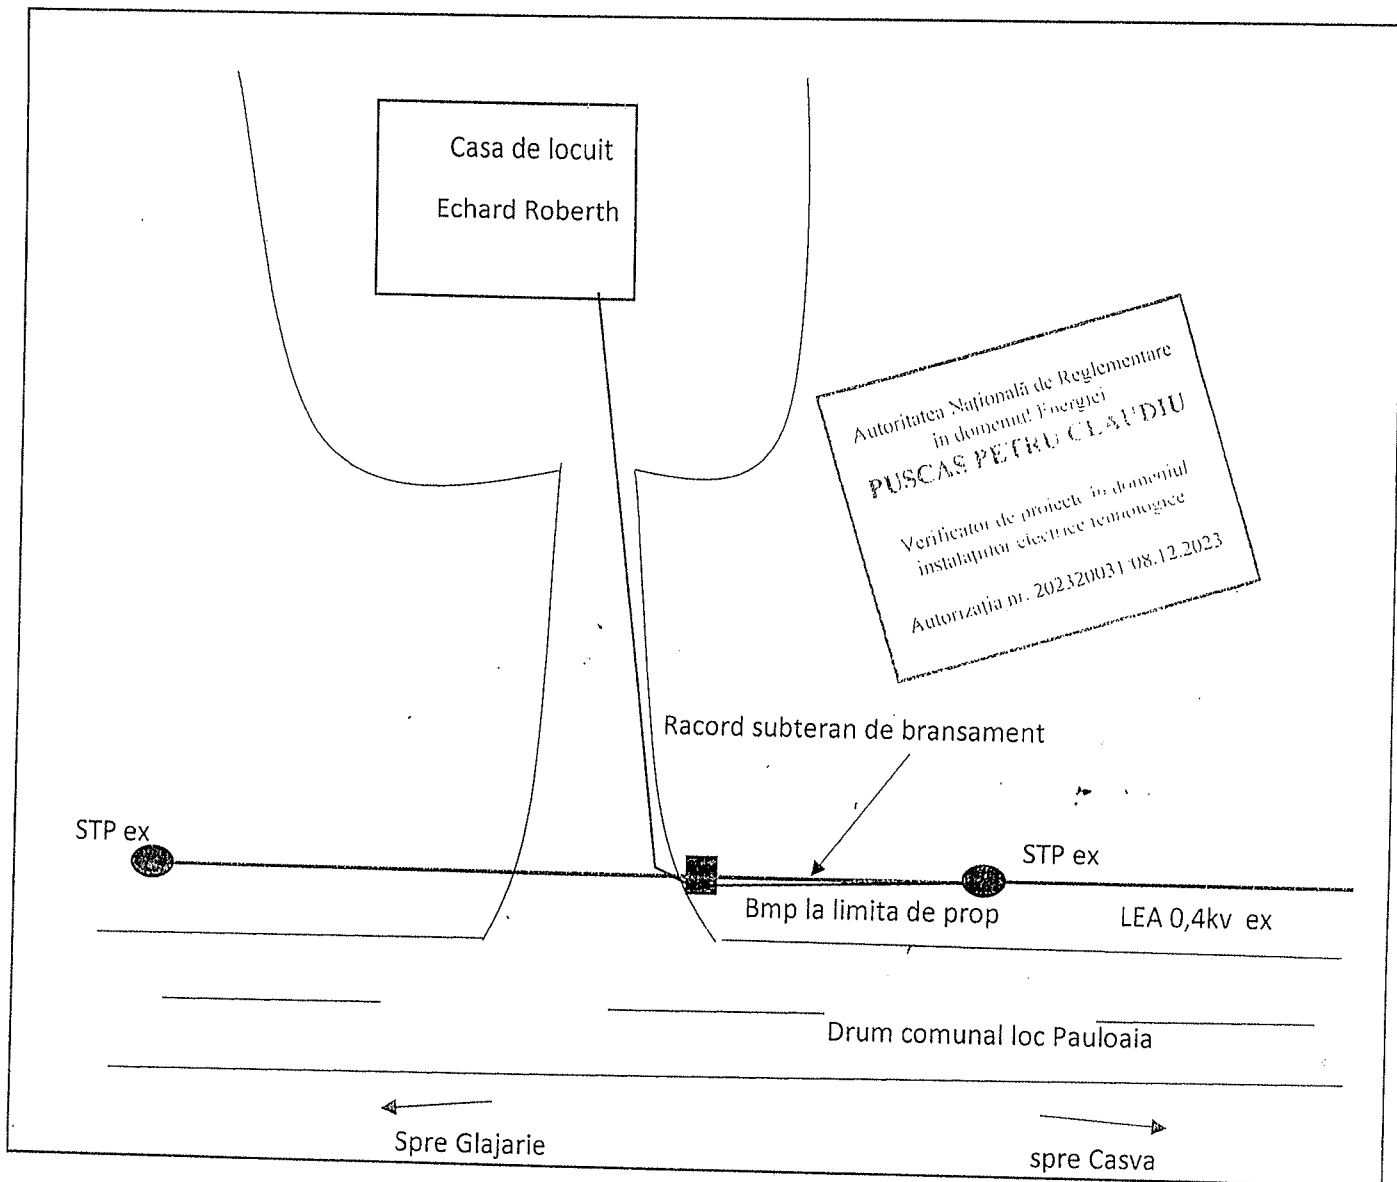 Casa de locuit
Echard Roberth
Autoritatea Națională de Reglementare
în domeniul Energiei
PUSCAS PETRU CLAUDIU
Verificator de proiecte în domeniul
instalațiilor electrice tehnologice
Autorizația nr. 202320031/08.12.2023
Racord subteran de bransament
STP ex
STP ex
Bmp la limita de prop
LEA 0,4kv ex
Drum comunal loc Pauloaia
Spre Glajarie
spre Casva